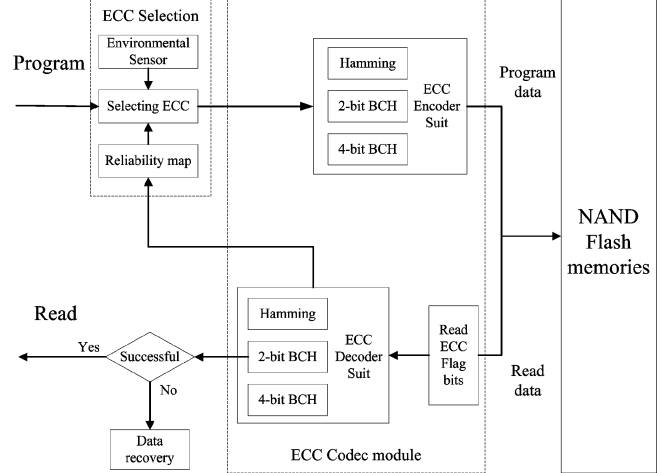 ECC Selection
Environmental
Sensor
Program
Selecting ECC
Reliability map
Hamming
2-bit BCH
4-bit BCH
ECC
Encoder
Suit
Program
data
NAND
Flash
memories
Read
Yes
Successful
No
Data
recovery
Hamming
2-bit BCH
4-bit BCH
ECC
Decoder
Suit
Read
ECC
Flag
bits
Read
data
ECC Codec module